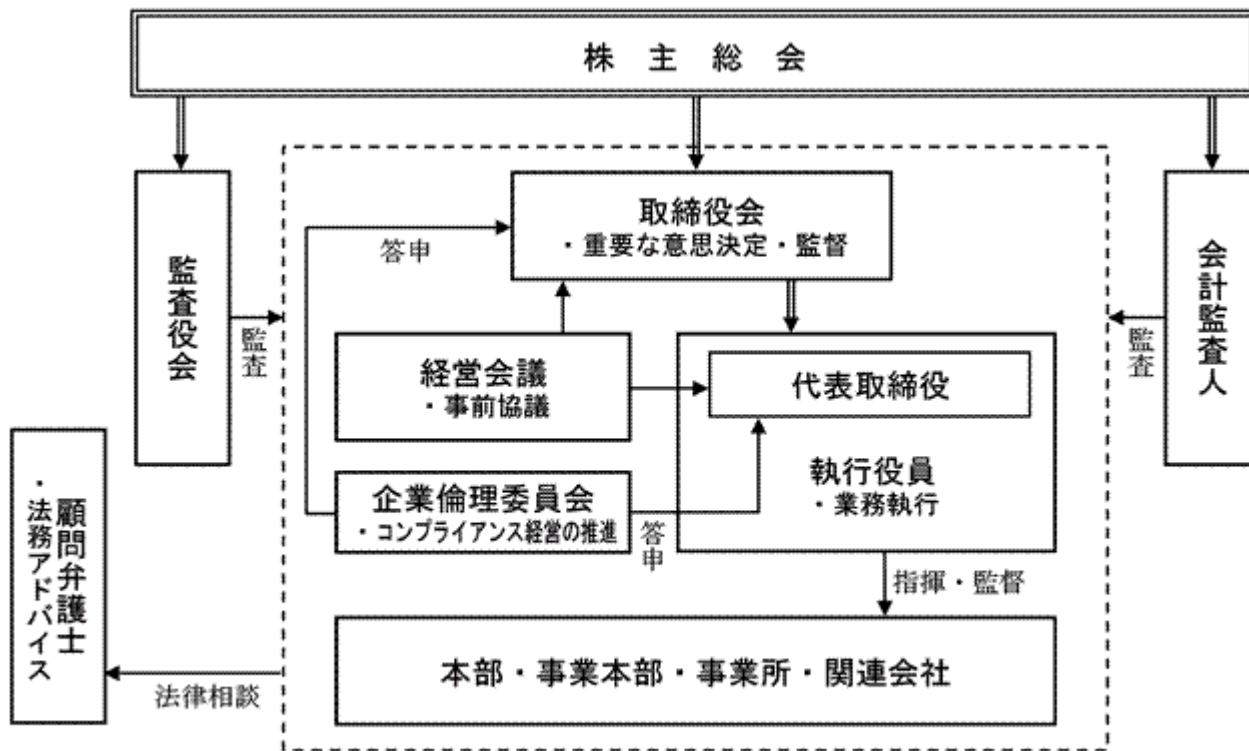 株主総会
取締役会
・重要な意思決定・監督
答申
監査役会
監査
会計監査人
監査
経営会議
・事前協議
代表取締役
執行役員
・業務執行
企業倫理委員会
・コンプライアンス経営の推進
答申
指揮・監督
顧問弁護士
・法務アドバイス
法律相談
本部・事業本部・事業所・関連会社